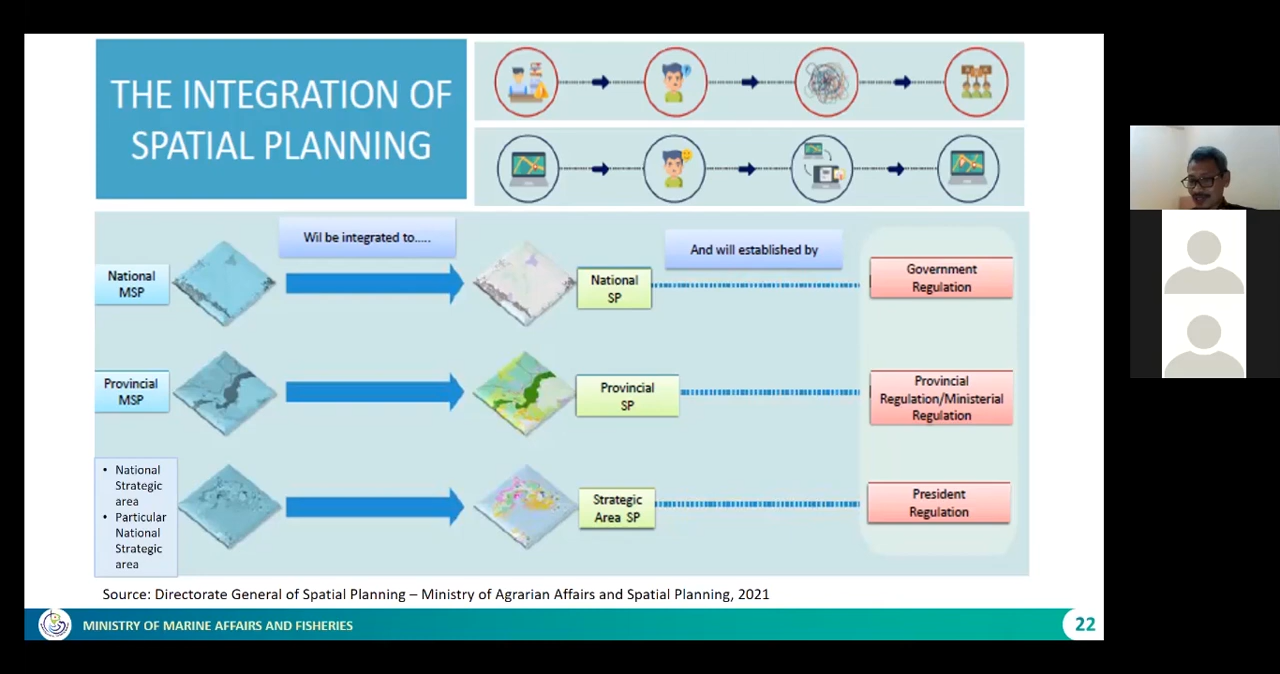 THE INTEGRATION OF
SPATIAL PLANNING
Wil be integrated to.....
And will established by
National
MSP
National
SP
Government
Regulation
Provincial
MSP
Provincial
SP
Provincial
Regulation/Ministerial
Regulation
• National
Strategic
area
• Particular
National
Strategic
area
Strategic
Area SP
President
Regulation
Source: Directorate General of Spatial Planning – Ministry of Agrarian Affairs and Spatial Planning, 2021
MINISTRY OF MARINE AFFAIRS AND FISHERIES
22